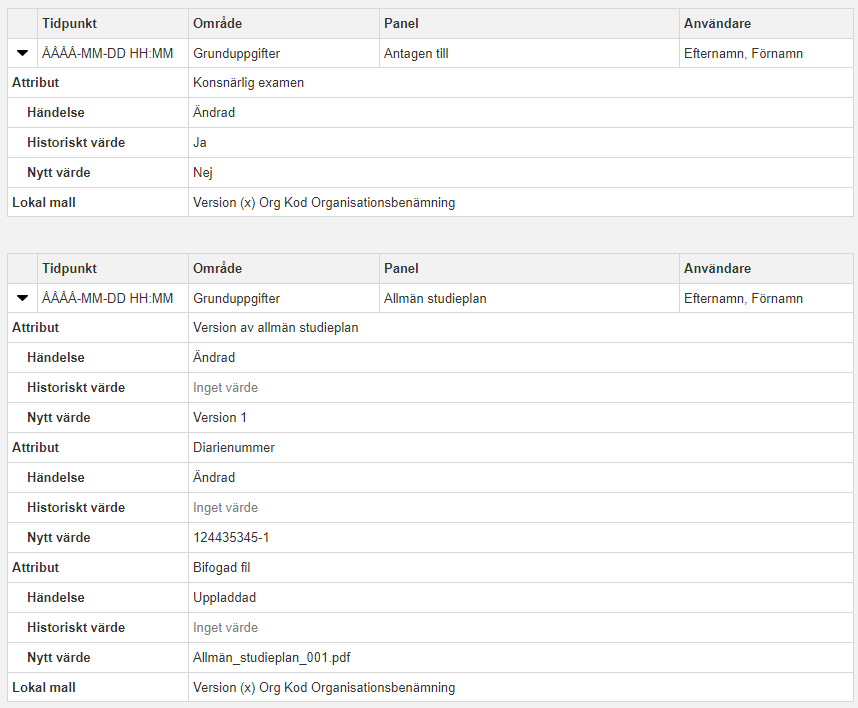 Tidpunkt Område Panel Användare
ÅÅÅÅ-MM-DD HH:MM Grunduppgifter Antagen till Efternamn, Förnamn
Attribut Konsnärlig examen
Händelse Ändrad
Historiskt värde Ja
Nytt värde Nej
Lokal mall Version (x) Org Kod Organisationsbenämning
Tidpunkt Område Panel Användare
ÅÅÅÅ-MM-DD HH:MM Grunduppgifter Allmän studieplan Efternamn, Förnamn
Attribut Version av allmän studieplan
Händelse Ändrad
Historiskt värde Inget värde
Nytt värde Version 1
Attribut Diarienummer
Händelse Ändrad
Historiskt värde Inget värde
Nytt värde 124435345-1
Attribut Bifogad fil
Händelse Uppladdad
Historiskt värde Inget värde
Nytt värde Allmän_studieplan_001.pdf
Lokal mall Version (x) Org Kod Organisationsbenämning